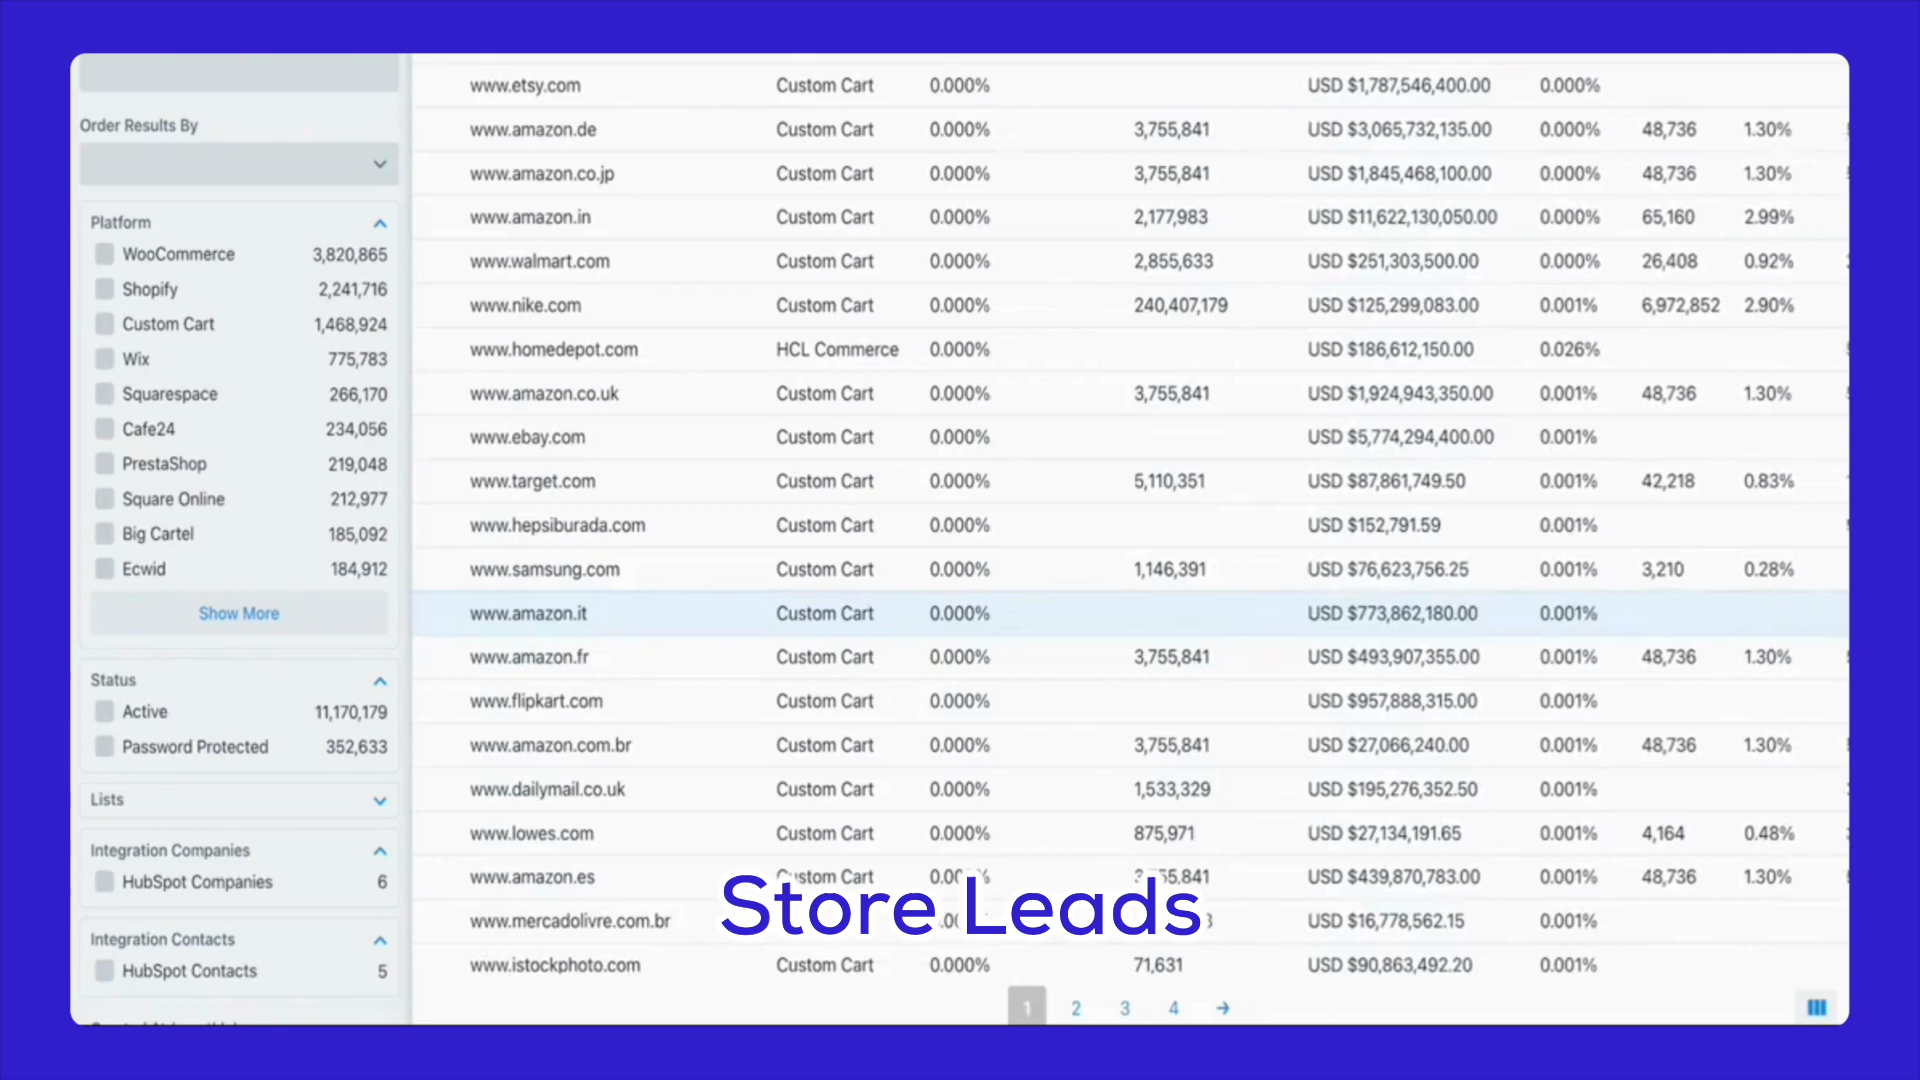 Order Results By
Platform
WooCommerce 3,820,865
Shopify 2,241,716
Custom Cart 1,468,924
Wix 775,783
Squarespace 266,170
Cafe24 234,056
PrestaShop 219,048
Square Online 212,977
Big Cartel 185,092
Ecwid 184,912
Show More
Status
Active 11,170,179
Password Protected 352,633
Lists
Integration Companies
HubSpot Companies 6
Integration Contacts
HubSpot Contacts 5
www.etsy.com Custom Cart 0.000% USD $1,787,546,400.00 0.000%
www.amazon.de Custom Cart 0.000% 3,755,841 USD $3,065,732,135.00 0.000% 48,736 1.30%
www.amazon.co.jp Custom Cart 0.000% 3,755,841 USD $1,845,468,100.00 0.000% 48,736 1.30%
www.amazon.in Custom Cart 0.000% 2,177,983 USD $11,622,130,050.00 0.000% 65,160 2.99%
www.walmart.com Custom Cart 0.000% 2,855,633 USD $251,303,500.00 0.000% 26,408 0.92%
www.nike.com Custom Cart 0.000% 240,407,179 USD $125,299,083.00 0.001% 6,972,852 2.90%
www.homedepot.com HCL Commerce 0.000% USD $186,612,150.00 0.026%
www.amazon.co.uk Custom Cart 0.000% 3,755,841 USD $1,924,943,350.00 0.001% 48,736 1.30%
www.ebay.com Custom Cart 0.000% USD $5,774,294,400.00 0.001%
www.target.com Custom Cart 0.000% 5,110,351 USD $87,861,749.50 0.001% 42,218 0.83%
www.hepsiburada.com Custom Cart 0.000% USD $152,791.59 0.001%
www.samsung.com Custom Cart 0.000% 1,146,391 USD $76,623,756.25 0.001% 3,210 0.28%
www.amazon.it Custom Cart 0.000% USD $773,862,180.00 0.001%
www.amazon.fr Custom Cart 0.000% 3,755,841 USD $493,907,355.00 0.001% 48,736 1.30%
www.flipkart.com Custom Cart 0.000% USD $957,888,315.00 0.001%
www.amazon.com.br Custom Cart 0.000% 3,755,841 USD $27,066,240.00 0.001% 48,736 1.30%
www.dailymail.co.uk Custom Cart 0.000% 1,533,329 USD $195,276,352.50 0.001%
www.lowes.com Custom Cart 0.000% 875,971 USD $27,134,191.65 0.001% 4,164 0.48%
www.amazon.es Custom Cart USD $439,870,783.00 0.001% 48,736 1.30%
www.mercadolivre.com.br USD $16,778,562.15 0.001%
Store Leads
www.istockphoto.com Custom Cart 0.000% 71,631 USD $90,863,492.20 0.001%
1 2 3 4 →